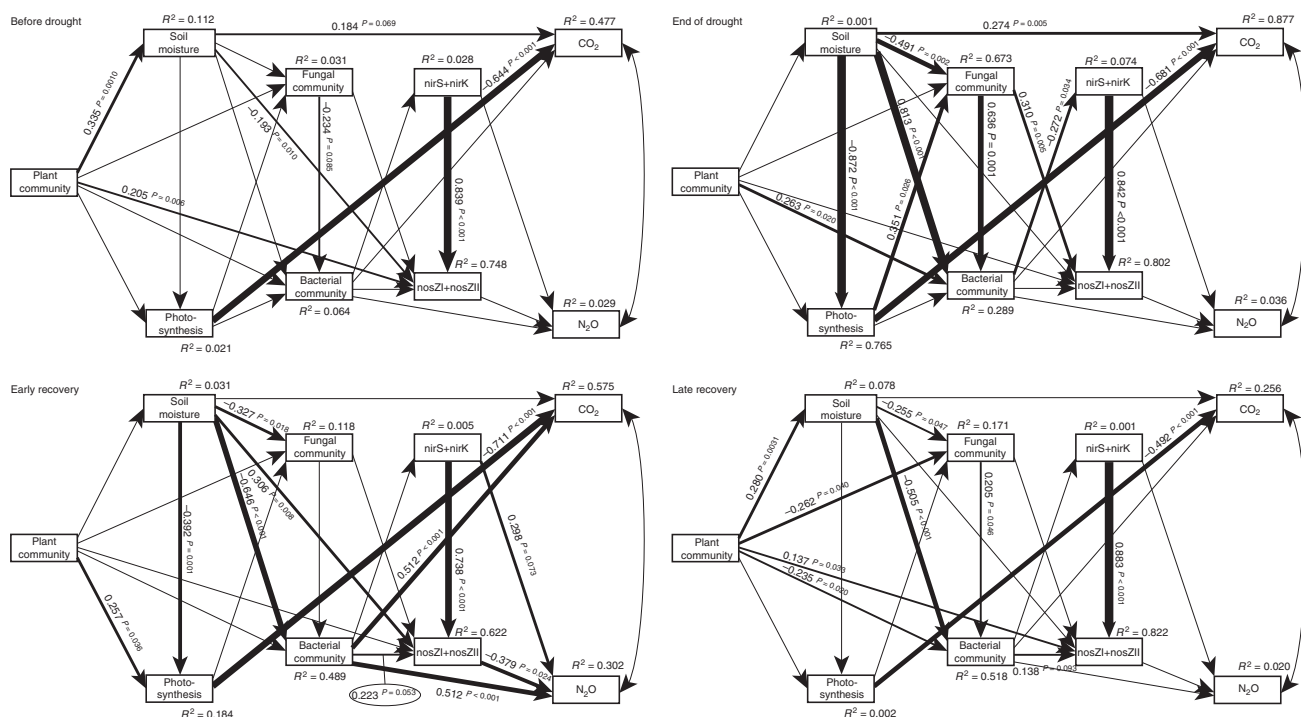 Before drought
R² = 0.112
Soil moisture
0.184 P = 0.069
R² = 0.477
CO₂
R² = 0.031
Fungal community
R² = 0.028
nirS+nirK
−0.644 P < 0.001
0.335 P = 0.0010
−0.234 P = 0.085
−0.193 P = 0.010
Plant community
0.205 P = 0.006
0.839 P < 0.001
R² = 0.748
Bacterial community
nosZI+nosZII
R² = 0.064
R² = 0.029
N₂O
Photo-synthesis
R² = 0.021
End of drought
R² = 0.001
Soil moisture
0.274 P = 0.005
R² = 0.877
CO₂
−0.491 P = 0.002
R² = 0.673
Fungal community
R² = 0.074
nirS+nirK
−0.681 P < 0.001
0.813 P < 0.001
0.636 P = 0.001
0.310 P = 0.006
−0.272 P = 0.034
−0.872 P < 0.001
Plant community
0.263 P = 0.020
0.351 P = 0.026
0.842 P <0.001
R² = 0.802
Bacterial community
nosZI+nosZII
R² = 0.289
R² = 0.036
N₂O
Photo-synthesis
R² = 0.765
Early recovery
R² = 0.031
Soil moisture
R² = 0.575
CO₂
−0.327 P = 0.018
R² = 0.118
Fungal community
R² = 0.005
nirS+nirK
−0.711 P < 0.001
−0.646 P < 0.001
0.306 P = 0.008
−0.392 P = 0.001
Plant community
0.512 P < 0.001
0.298 P = 0.073
0.738 P < 0.001
0.257 P = 0.036
R² = 0.622
Bacterial community
nosZI+nosZII
−0.379 P = 0.024
R² = 0.489
0.223 P = 0.053
0.512 P < 0.001
R² = 0.302
N₂O
Photo-synthesis
R² = 0.184
Late recovery
R² = 0.078
Soil moisture
R² = 0.256
CO₂
−0.255 P = 0.047
R² = 0.171
Fungal community
R² = 0.001
nirS+nirK
−0.492 P < 0.001
0.280 P = 0.0031
−0.262 P = 0.040
−0.505 P < 0.001
0.205 P = 0.046
Plant community
0.137 P = 0.033
−0.235 P = 0.020
0.883 P < 0.001
R² = 0.822
Bacterial community
nosZI+nosZII
R² = 0.518
0.138 P = 0.093
R² = 0.020
N₂O
Photo-synthesis
R² = 0.002